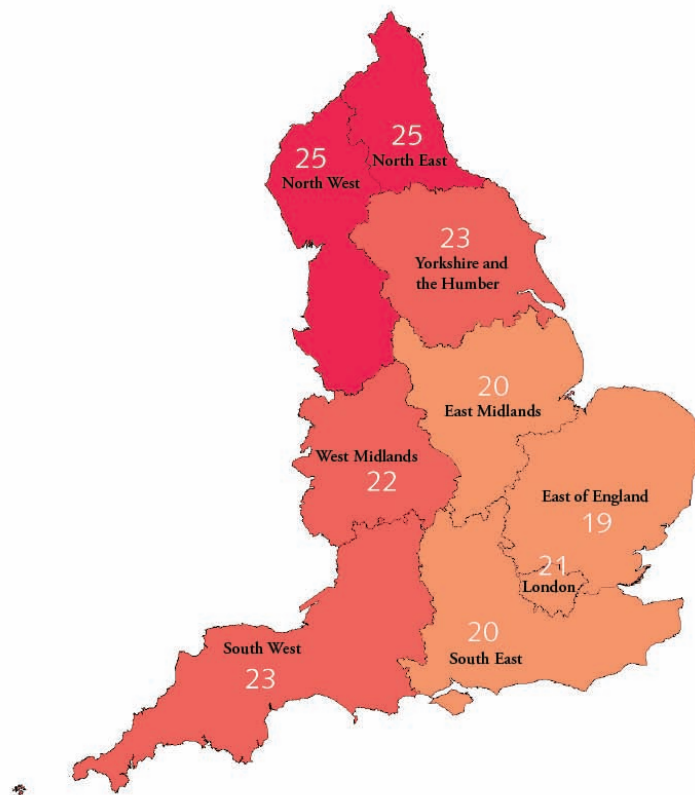 25
North East
25
North West
23
Yorkshire and
the Humber
20
East Midlands
West Midlands
22
East of England
19
21
London
20
South East
South West
23